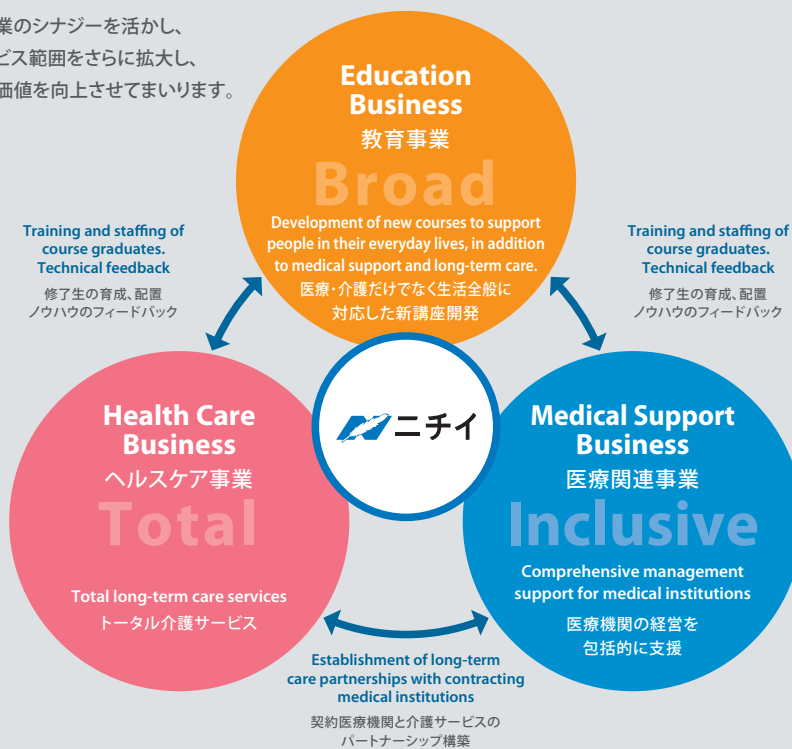 業のシナジーを活かし、
ビス範囲をさらに拡大し、
価値を向上させてまいります。
Education
Business
教育事業
Broad
Development of new courses to support
people in their everyday lives, in addition
to medical support and long-term care.
医療・介護だけでなく生活全般に
対応した新講座開発
Training and staffing of
course graduates.
Technical feedback
修了生の育成、配置
ノウハウのフィードバック
Training and staffing of
course graduates.
Technical feedback
修了生の育成、配置
ノウハウのフィードバック
ニチイ
Health Care
Business
ヘルスケア事業
Total
Total long-term care services
トータル介護サービス
Medical Support
Business
医療関連事業
Inclusive
Comprehensive management
support for medical institutions
医療機関の経営を
包括的に支援
Establishment of long-term
care partnerships with contracting
medical institutions
契約医療機関と介護サービスの
パートナーシップ構築